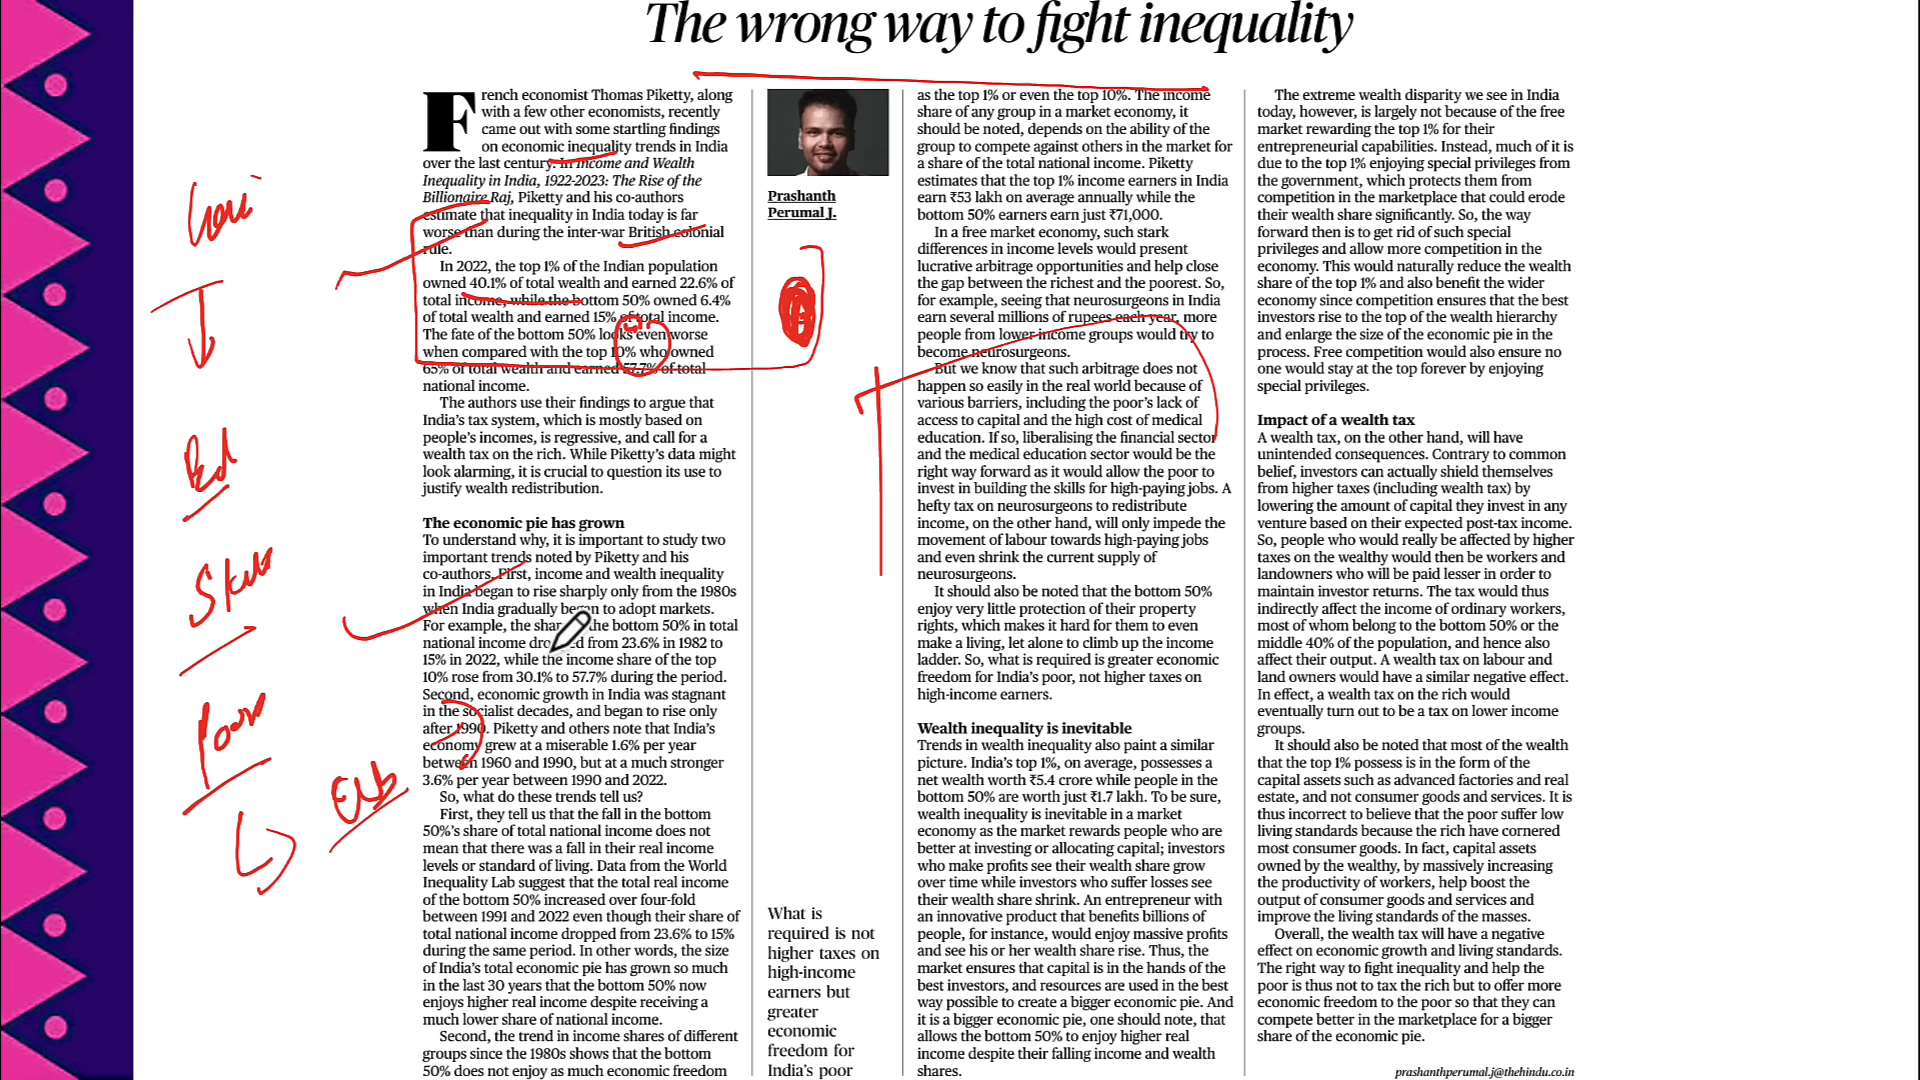 The wrong way to fight inequality
French economist Thomas Piketty, along
with a few other economists, recently
came out with some startling findings
on economic inequality trends in India
over the last century. In Income and Wealth
Inequality in India, 1922-2023: The Rise of the
Billionaire Raj, Piketty and his co-authors
estimate that inequality in India today is far
worse than during the inter-war British colonial
rule.
In 2022, the top 1% of the Indian population
owned 40.1% of total wealth and earned 22.6% of
total income, while the bottom 50% owned 6.4%
of total wealth and earned 15% of total income.
The fate of the bottom 50% looks even worse
when compared with the top 10% who owned
65% of total wealth and earned 57.7% of total
national income.
The authors use their findings to argue that
India's tax system, which is mostly based on
people's incomes, is regressive, and call for a
wealth tax on the rich. While Piketty's data might
look alarming, it is crucial to question its use to
justify wealth redistribution.
The economic pie has grown
To understand why, it is important to study two
important trends noted by Piketty and his
co-authors. First, income and wealth inequality
in India began to rise sharply only from the 1980s
when India gradually began to adopt markets.
For example, the the bottom 50% in total
national income from 23.6% in 1982 to
15% in 2022, while the income share of the top
10% rose from 30.1% to 57.7% during the period.
Second, economic growth in India was stagnant
in the socialist decades, and began to rise only
after 1990. Piketty and others note that India's
economy grew at a miserable 1.6% per year
between 1960 and 1990, but at a much stronger
3.6% per year between 1990 and 2022.
So, what do these trends tell us?
First, they tell us that the fall in the bottom
50%'s share of total national income does not
mean that there was a fall in their real income
levels or standard of living. Data from the World
Inequality Lab suggest that the total real income
of the bottom 50% increased over four-fold
between 1991 and 2022 even though their share of
total national income dropped from 23.6% to 15%
during the same period. In other words, the size
of India's total economic pie has grown so much
in the last 30 years that the bottom 50% now
enjoys higher real income despite receiving a
much lower share of national income.
Second, the trend in income shares of different
groups since the 1980s shows that the bottom
50% does not enjoy as much economic freedom
Prashanth
Perumal J.
What is
required is not
higher taxes on
high-income
earners but
greater
economic
freedom for
India's poor
as the top 1% or even the top 10%. The income
share of any group in a market economy, it
should be noted, depends on the ability of the
group to compete against others in the market for
a share of the total national income. Piketty
estimates that the top 1% income earners in India
earn ₹53 lakh on average annually while the
bottom 50% earners earn just ₹71,000.
In a free market economy, such stark
differences in income levels would present
lucrative arbitrage opportunities and help close
the gap between the richest and the poorest. So,
for example, seeing that neurosurgeons in India
earn several millions of rupees each year, more
people from lower-income groups would try to
become neurosurgeons.
But we know that such arbitrage does not
happen so easily in the real world because of
various barriers, including the poor's lack of
access to capital and the high cost of medical
education. If so, liberalising the financial sector
and the medical education sector would be the
right way forward as it would allow the poor to
invest in building the skills for high-paying jobs. A
hefty tax on neurosurgeons to redistribute
income, on the other hand, will only impede the
movement of labour towards high-paying jobs
and even shrink the current supply of
neurosurgeons.
It should also be noted that the bottom 50%
enjoy very little protection of their property
rights, which makes it hard for them to even
make a living, let alone to climb up the income
ladder. So, what is required is greater economic
freedom for India's poor, not higher taxes on
high-income earners.
Wealth inequality is inevitable
Trends in wealth inequality also paint a similar
picture. India's top 1%, on average, possesses a
net wealth worth ₹5.4 crore while people in the
bottom 50% are worth just ₹1.7 lakh. To be sure,
wealth inequality is inevitable in a market
economy as the market rewards people who are
better at investing or allocating capital; investors
who make profits see their wealth share grow
over time while investors who suffer losses see
their wealth share shrink. An entrepreneur with
an innovative product that benefits billions of
people, for instance, would enjoy massive profits
and see his or her wealth share rise. Thus, the
market ensures that capital is in the hands of the
best investors, and resources are used in the best
way possible to create a bigger economic pie. And
it is a bigger economic pie, one should note, that
allows the bottom 50% to enjoy higher real
income despite their falling income and wealth
shares.
The extreme wealth disparity we see in India
today, however, is largely not because of the free
market rewarding the top 1% for their
entrepreneurial capabilities. Instead, much of it is
due to the top 1% enjoying special privileges from
the government, which protects them from
competition in the marketplace that could erode
their wealth share significantly. So, the way
forward then is to get rid of such special
privileges and allow more competition in the
economy. This would naturally reduce the wealth
share of the top 1% and also benefit the wider
economy since competition ensures that the best
investors rise to the top of the wealth hierarchy
and enlarge the size of the economic pie in the
process. Free competition would also ensure no
one would stay at the top forever by enjoying
special privileges.
Impact of a wealth tax
A wealth tax, on the other hand, will have
unintended consequences. Contrary to common
belief, investors can actually shield themselves
from higher taxes (including wealth tax) by
lowering the amount of capital they invest in any
venture based on their expected post-tax income.
So, people who would really be affected by higher
taxes on the wealthy would then be workers and
landowners who will be paid lesser in order to
maintain investor returns. The tax would thus
indirectly affect the income of ordinary workers,
most of whom belong to the bottom 50% or the
middle 40% of the population, and hence also
affect their output. A wealth tax on labour and
land owners would have a similar negative effect.
In effect, a wealth tax on the rich would
eventually turn out to be a tax on lower income
groups.
It should also be noted that most of the wealth
that the top 1% possess is in the form of the
capital assets such as advanced factories and real
estate, and not consumer goods and services. It is
thus incorrect to believe that the poor suffer low
living standards because the rich have cornered
most consumer goods. In fact, capital assets
owned by the wealthy, by massively increasing
the productivity of workers, help boost the
output of consumer goods and services and
improve the living standards of the masses.
Overall, the wealth tax will have a negative
effect on economic growth and living standards.
The right way to fight inequality and help the
poor is thus not to tax the rich but to offer more
economic freedom to the poor so that they can
compete better in the marketplace for a bigger
share of the economic pie.
prashanthperumal.j@thehindu.co.in